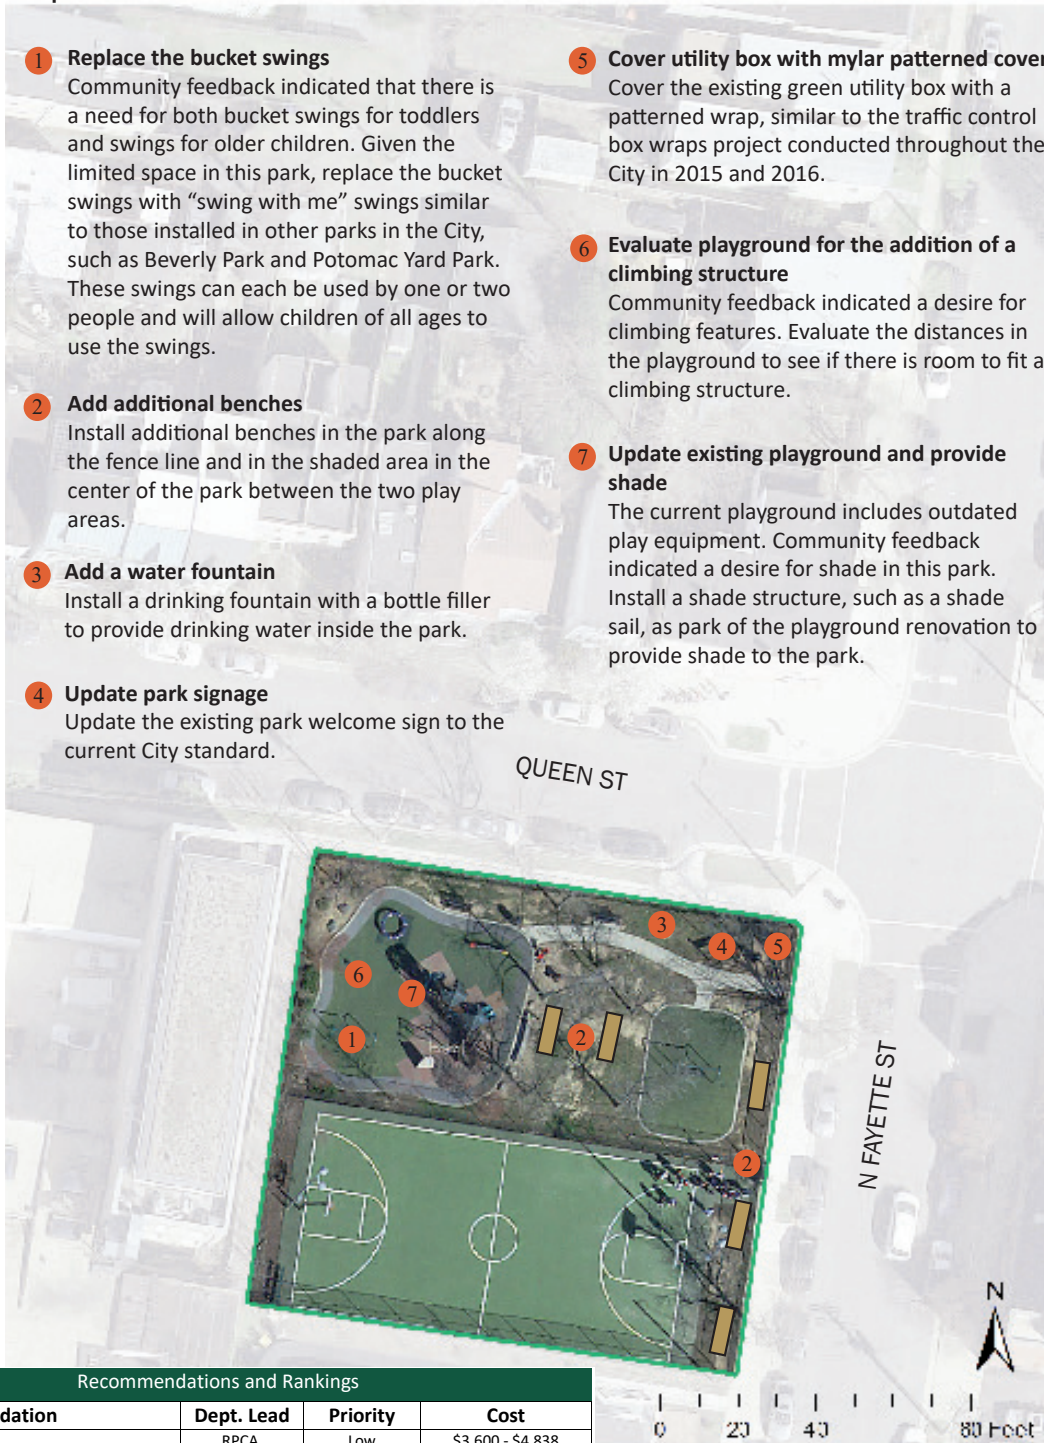 1 Replace the bucket swings
Community feedback indicated that there is
a need for both bucket swings for toddlers
and swings for older children. Given the
limited space in this park, replace the bucket
swings with “swing with me” swings similar
to those installed in other parks in the City,
such as Beverly Park and Potomac Yard Park.
These swings can each be used by one or two
people and will allow children of all ages to
use the swings.
2 Add additional benches
Install additional benches in the park along
the fence line and in the shaded area in the
center of the park between the two play
areas.
3 Add a water fountain
Install a drinking fountain with a bottle filler
to provide drinking water inside the park.
4 Update park signage
Update the existing park welcome sign to the
current City standard.
5 Cover utility box with mylar patterned cover
Cover the existing green utility box with a
patterned wrap, similar to the traffic control
box wraps project conducted throughout the
City in 2015 and 2016.
6 Evaluate playground for the addition of a
climbing structure
Community feedback indicated a desire for
climbing features. Evaluate the distances in
the playground to see if there is room to fit a
climbing structure.
7 Update existing playground and provide
shade
The current playground includes outdated
play equipment. Community feedback
indicated a desire for shade in this park.
Install a shade structure, such as a shade
sail, as park of the playground renovation to
provide shade to the park.
QUEEN ST
3
4
5
6
7
1
2
N FAYETTE ST
2
N
0 20 40 80 Feet
Recommendations and Rankings
dation Dept. Lead Priority Cost
RPCA Low $3,600 - $4,838